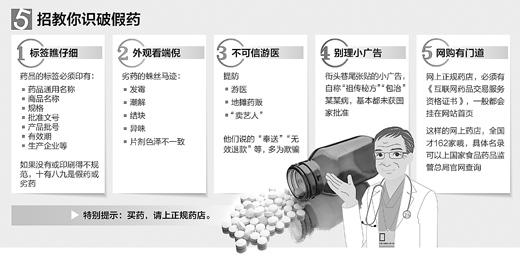 5招教你识破假药
1 标签瞧仔细
药品的标签必须印有:
药品通用名称
商品名称
规格
批准文号
产品批号
有效期
生产企业等
如果没有或印刷得不规
范,十有八九是假药或
劣药
2 外观看端倪
劣药的蛛丝马迹:
发霉
潮解
结块
异味
片剂色泽不一致
3 不可信游医
提防
游医
地摊药贩
“卖艺人”
他们说的“奉送”“无
效退款”等,多为欺骗
4 别理小广告
街头巷尾张贴的小广告,
自称“祖传秘方”“包治”
某某病,基本都未获国
家批准
5 网购有门道
网上正规药店,必须有
《互联网药品交易服务
资格证书》,一般都会
挂在网站首页
这样的网上药店,全国
才162家哦,具体名录
可以上国家食品药品监
管总局官网查询
特别提示:买药,请上正规药店。